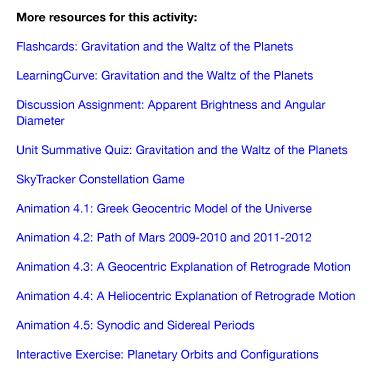 More resources for this activity:
Flashcards: Gravitation and the Waltz of the Planets
LearningCurve: Gravitation and the Waltz of the Planets
Discussion Assignment: Apparent Brightness and Angular
Diameter
Unit Summative Quiz: Gravitation and the Waltz of the Planets
SkyTracker Constellation Game
Animation 4.1: Greek Geocentric Model of the Universe
Animation 4.2: Path of Mars 2009-2010 and 2011-2012
Animation 4.3: A Geocentric Explanation of Retrograde Motion
Animation 4.4: A Heliocentric Explanation of Retrograde Motion
Animation 4.5: Synodic and Sidereal Periods
Interactive Exercise: Planetary Orbits and Configurations